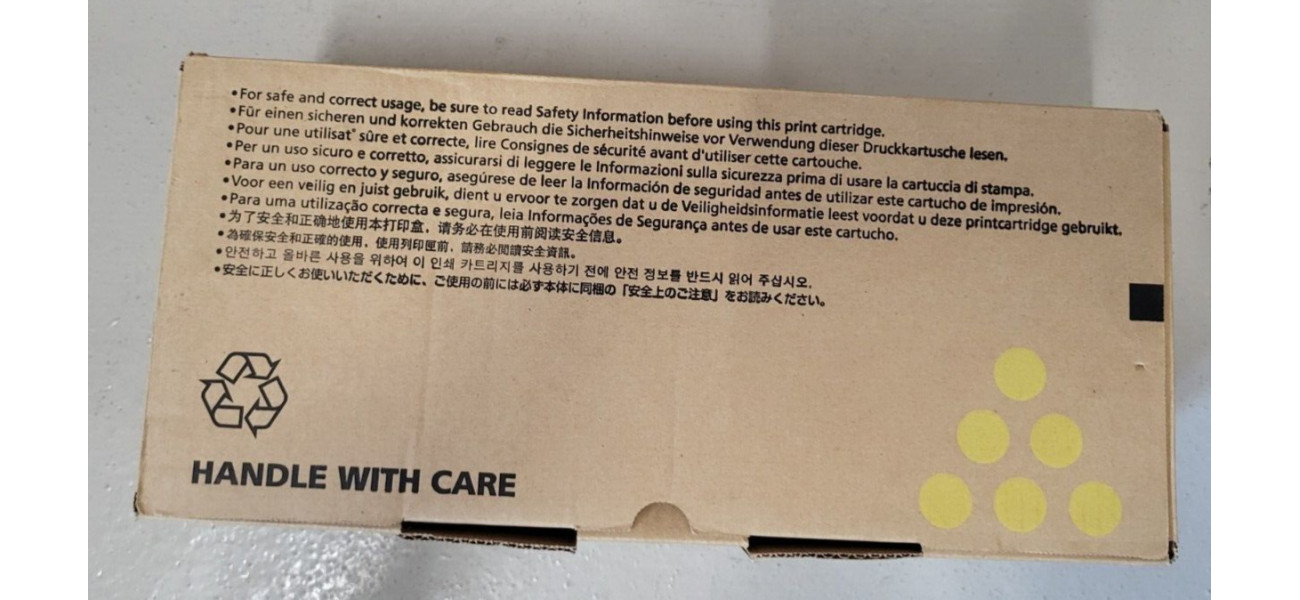 •For safe and correct usage, be sure to read Safety Information before using this print cartridge.
•Für einen sicheren und korrekten Gebrauch die Sicherheitshinweise vor Verwendung dieser Druckkartusche lesen.
•Pour une utilisat° sûre et correcte, lire Consignes de sécurité avant d'utiliser cette cartouche.
•Per un uso sicuro e corretto, assicurarsi di leggere le Informazioni sulla sicurezza prima di usare la cartuccia di stampa.
•Para un uso correcto y seguro, asegúrese de leer la Información de seguridad antes de utilizar este cartucho de impresión.
•Voor een veilig en juist gebruik, dient u ervoor te zorgen dat u de Veiligheidsinformatie leest voordat u deze printcartridge gebruikt.
•Para uma utilização correcta e segura, leia Informações de Segurança antes de usar este cartucho.
•为了安全和正确地使用本打印盒，请务必在使用前阅读安全信息。
•為確保安全和正確的使用，使用列印匣前，請務必閱讀安全資訊。
•안전하고 올바른 사용을 위하여 이 인쇄 카트리지를 사용하기 전에 안전 정보를 반드시 읽어 주십시오.
•安全に正しくお使いいただくために、ご使用の前には必ず本体に同梱の「安全上のご注意」をお読みください。
HANDLE WITH CARE